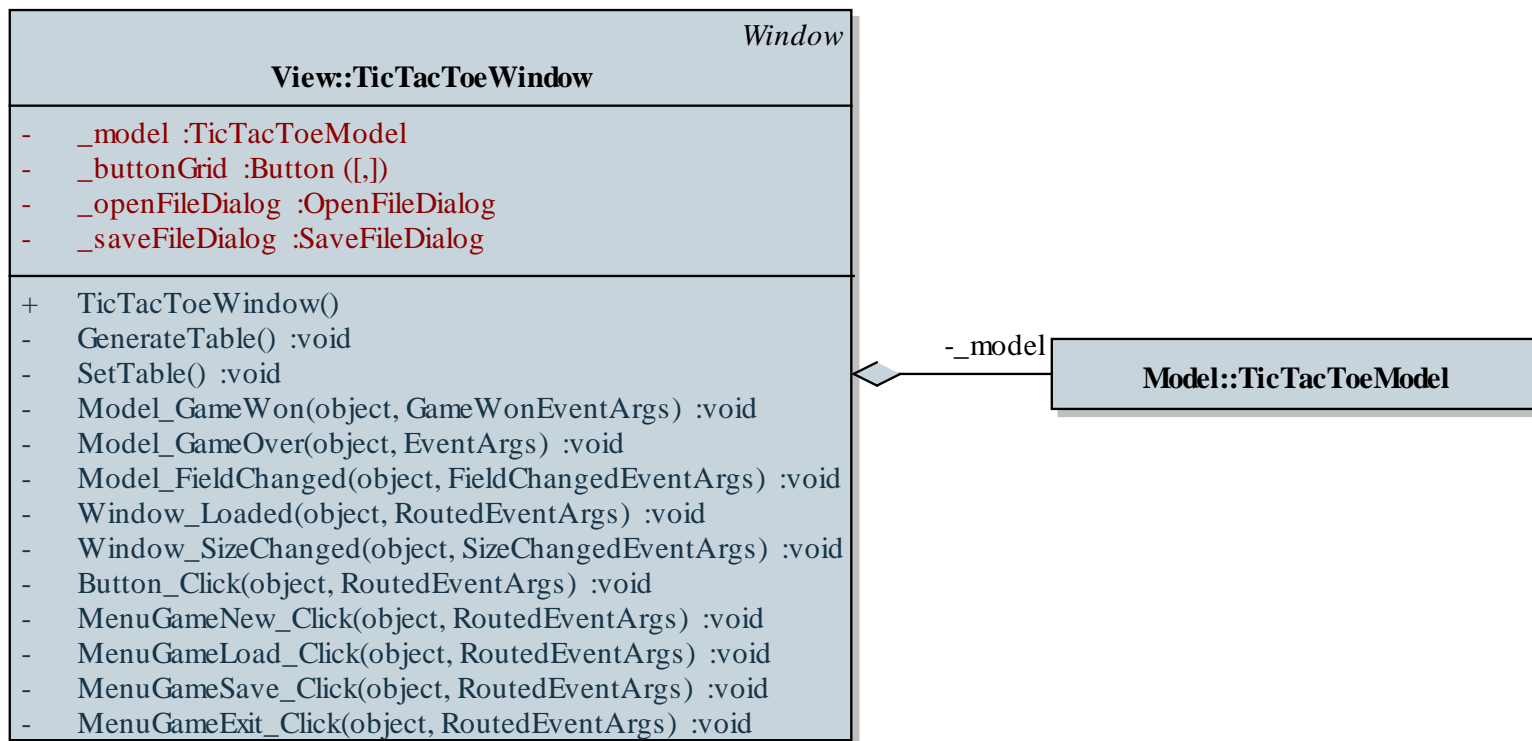 Window
View::TicTacToeWindow
- _model :TicTacToeModel
- _buttonGrid :Button ([,])
- _openFileDialog :OpenFileDialog
- _saveFileDialog :SaveFileDialog
+ TicTacToeWindow()
- GenerateTable() :void
- SetTable() :void
- Model_GameWon(object, GameWonEventArgs) :void
- Model_GameOver(object, EventArgs) :void
- Model_FieldChanged(object, FieldChangedEventArgs) :void
- Window_Loaded(object, RoutedEventArgs) :void
- Window_SizeChanged(object, SizeChangedEventArgs) :void
- Button_Click(object, RoutedEventArgs) :void
- MenuGameNew_Click(object, RoutedEventArgs) :void
- MenuGameLoad_Click(object, RoutedEventArgs) :void
- MenuGameSave_Click(object, RoutedEventArgs) :void
- MenuGameExit_Click(object, RoutedEventArgs) :void
-_model
Model::TicTacToeModel